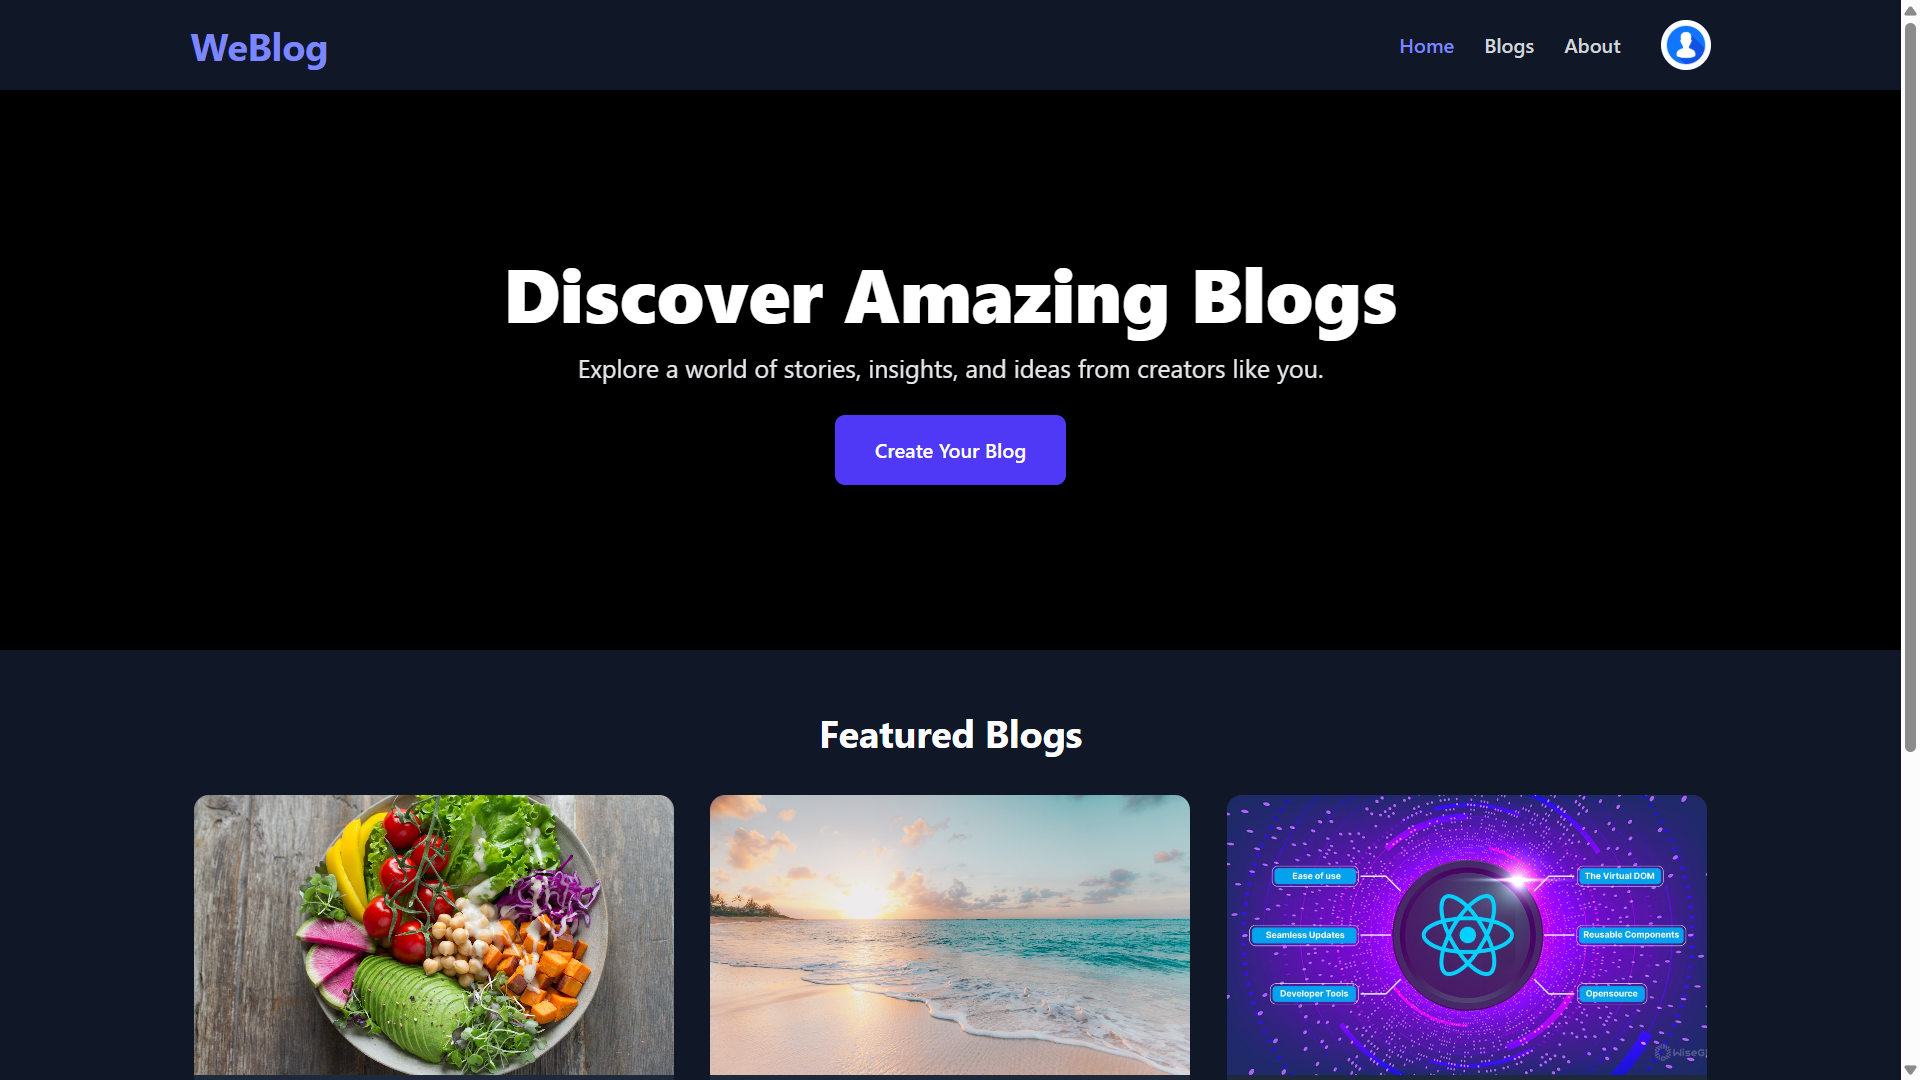 WeBlog
Home Blogs About
Discover Amazing Blogs
Explore a world of stories, insights, and ideas from creators like you.
Create Your Blog
Featured Blogs
Ease of use
The Virtual DOM
Seamless Updates
Reusable Components
Developer Tools
Opensource